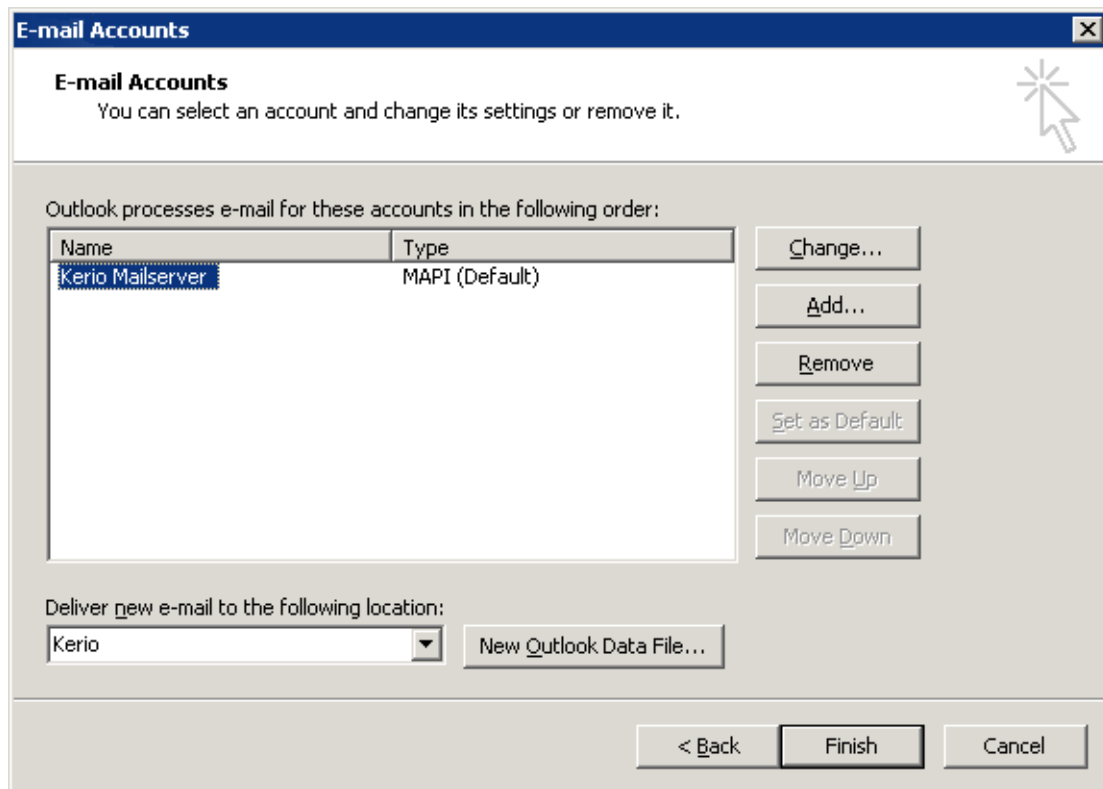 E-mail Accounts
E-mail Accounts
You can select an account and change its settings or remove it.
Outlook processes e-mail for these accounts in the following order:
Name Type
Kerio Mailserver MAPI (Default)
Change...
Add...
Remove
Set as Default
Move Up
Move Down
Deliver new e-mail to the following location:
Kerio New Outlook Data File...
< Back Finish Cancel